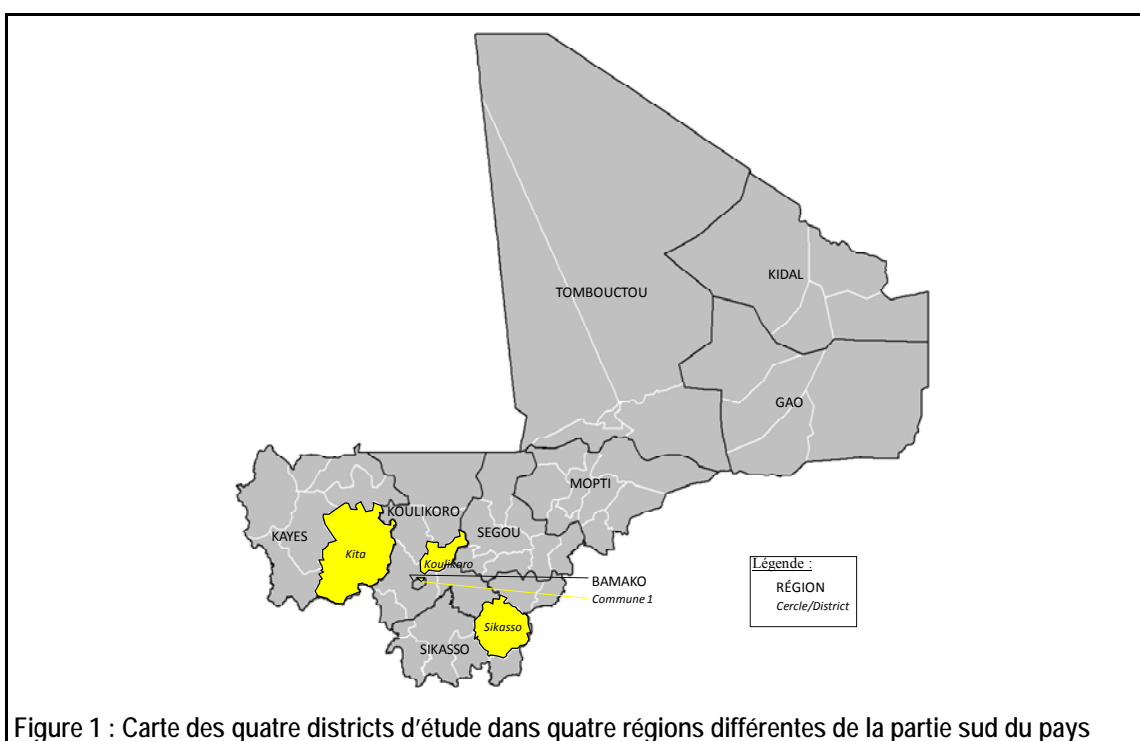 TOMBOUCTOU
KIDAL
GAO
MOPTI
KOULIKORO
SEGOU
KAYES
Kita
Koulikoro
BAMAKO
Commune 1
Sikasso
SIKASSO
Légende :
RÉGION
Cercle/District
Figure 1 : Carte des quatre districts d'étude dans quatre régions différentes de la partie sud du pays